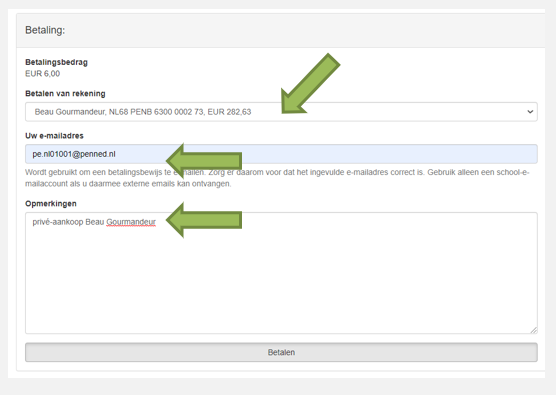 Betaling:
Betalingsbedrag
EUR 6,00
Betalen van rekening
Beau Gourmandeur, NL68 PENB 6300 0002 73, EUR 282,63
Uw e-mailadres
pe.nl01001@penned.nl
Wordt gebruikt om een betalingsbewijs te e-mailen. Zorg er daarom voor dat het ingevulde e-mailadres correct is. Gebruik alleen een school-e-
mailaccount als u daarmee externe emails kan ontvangen.
Opmerkingen
privé-aankoop Beau Gourmandeur
Betalen